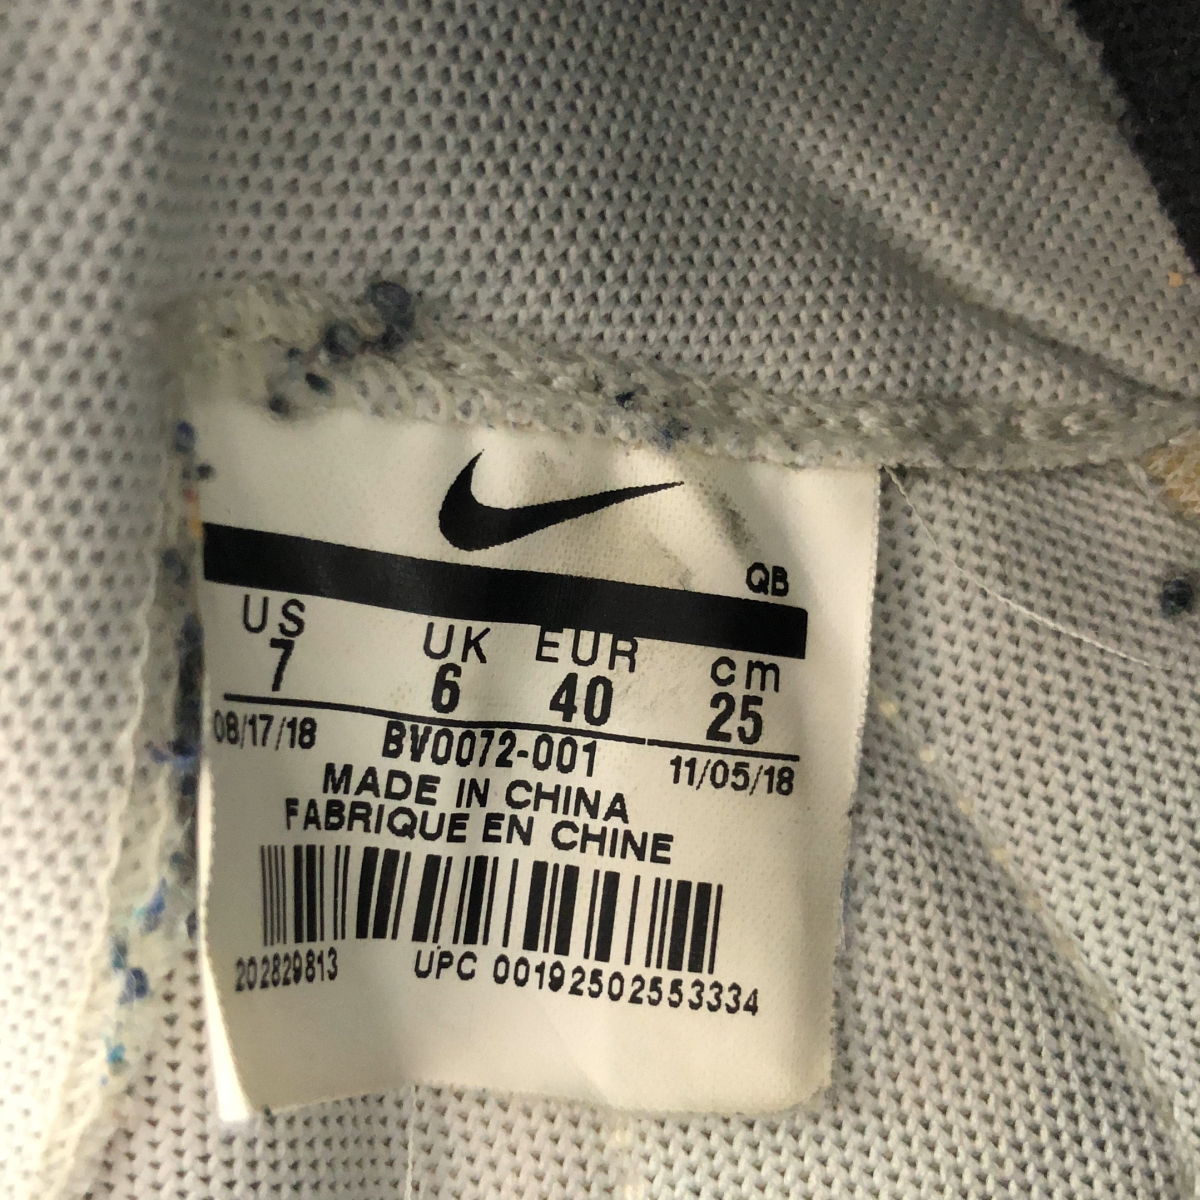 QB
US UK EUR cm
7 6 40 25
08/17/18 BV0072-001 11/05/18
MADE IN CHINA
FABRIQUE EN CHINE
202829813 UPC 00192502553334